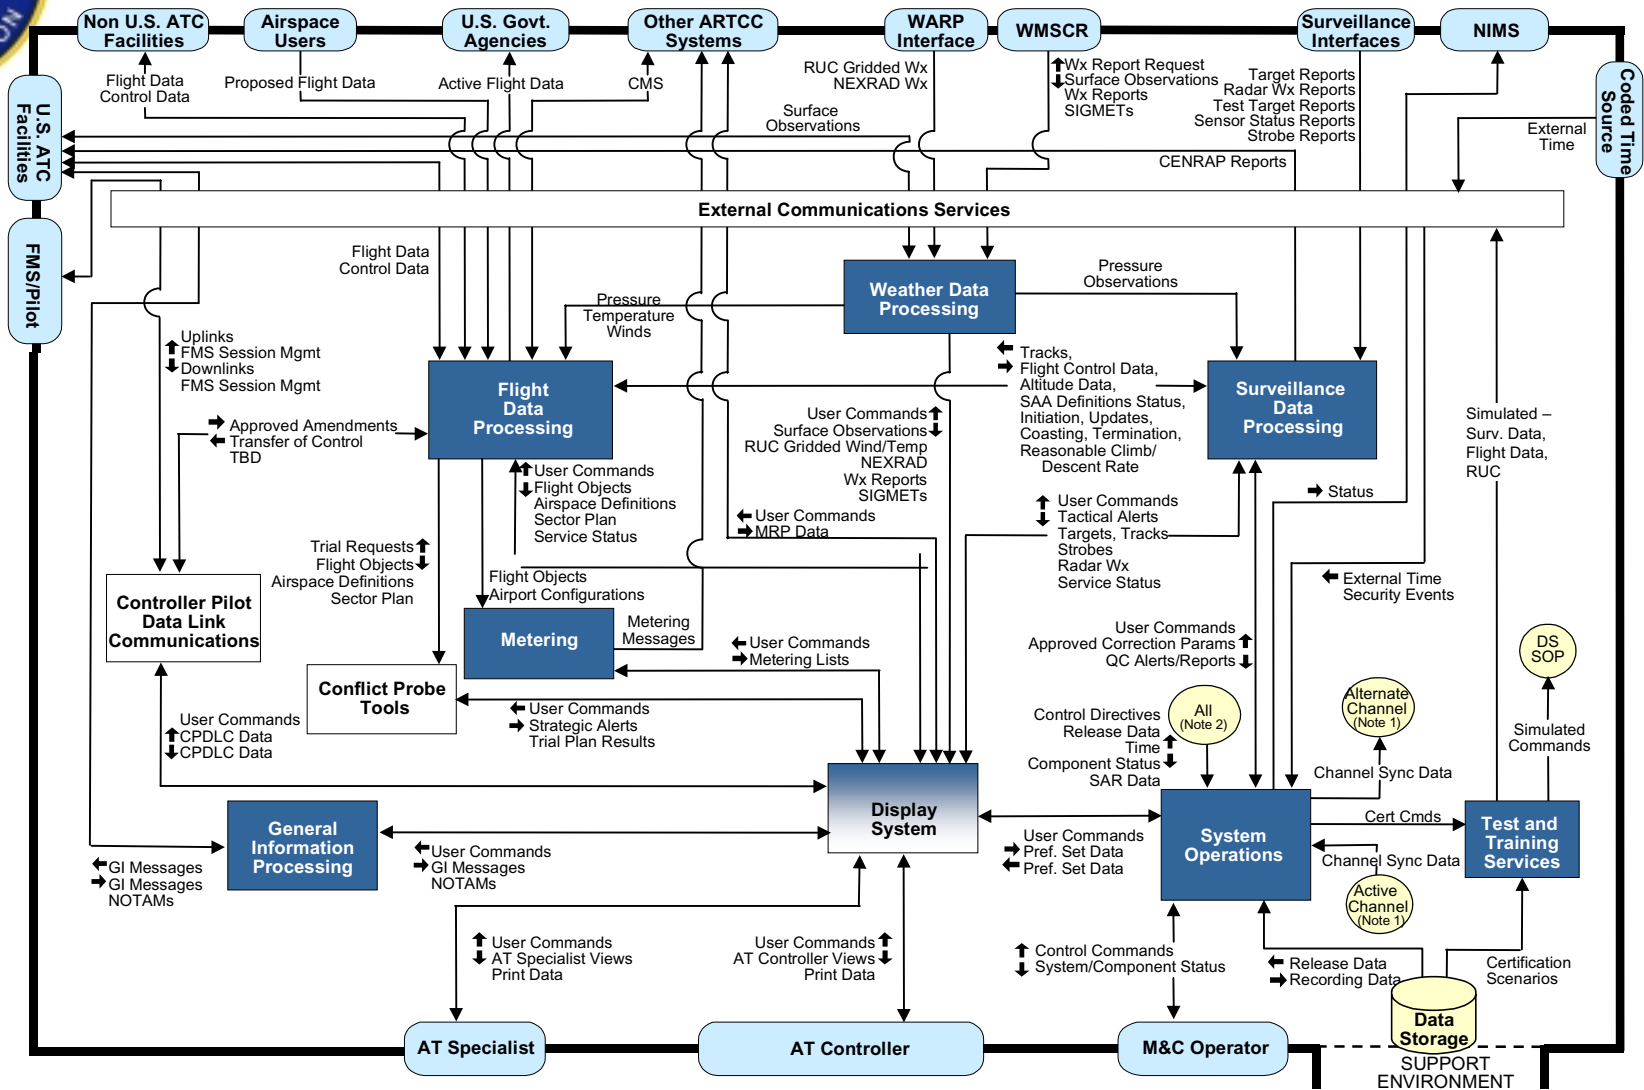 ON
Non U.S. ATC
Facilities
Airspace
Users
U.S. Govt.
Agencies
Other ARTCC
Systems
WARP
Interface
WMSCR
Surveillance
Interfaces
NIMS
U.S. ATC
Facilities
FMS/Pilot
Coded Time
Source
Flight Data
Control Data
Proposed Flight Data
Active Flight Data
CMS
RUC Gridded Wx
NEXRAD Wx
Wx Report Request
Surface Observations
Wx Reports
SIGMETs
Target Reports
Radar Wx Reports
Test Target Reports
Sensor Status Reports
Strobe Reports
Surface
Observations
External
Time
CENRAP Reports
External Communications Services
Flight Data
Control Data
Weather Data
Processing
Pressure
Observations
Pressure
Temperature
Winds
Uplinks
FMS Session Mgmt
Downlinks
FMS Session Mgmt
Flight
Data
Processing
Tracks,
Flight Control Data,
Altitude Data,
SAA Definitions Status,
Initiation, Updates,
Coasting, Termination,
Reasonable Climb/
Descent Rate
Surveillance
Data
Processing
Approved Amendments
Transfer of Control
TBD
User Commands
Surface Observations
RUC Gridded Wind/Temp
NEXRAD
Wx Reports
SIGMETs
Simulated –
Surv. Data,
Flight Data,
RUC
User Commands
Flight Objects
Airspace Definitions
Sector Plan
Service Status
User Commands
MRP Data
User Commands
Tactical Alerts
Targets, Tracks
Strobes
Radar Wx
Service Status
Status
Trial Requests
Flight Objects
Airspace Definitions
Sector Plan
Flight Objects
Airport Configurations
External Time
Security Events
Controller Pilot
Data Link
Communications
Metering
Metering
Messages
User Commands
Metering Lists
User Commands
Approved Correction Params
QC Alerts/Reports
DS
SOP
Conflict Probe
Tools
User Commands
Strategic Alerts
Trial Plan Results
All
(Note 2)
Alternate
Channel
(Note 1)
User Commands
CPDLC Data
CPDLC Data
Control Directives
Release Data
Time
Component Status
SAR Data
Simulated
Commands
Channel Sync Data
General
Information
Processing
Display
System
System
Operations
Cert Cmds
Test and
Training
Services
GI Messages
GI Messages
NOTAMs
User Commands
GI Messages
NOTAMs
User Commands
Pref. Set Data
Pref. Set Data
Channel Sync Data
Active
Channel
(Note 1)
User Commands
AT Specialist Views
Print Data
User Commands
AT Controller Views
Print Data
Control Commands
System/Component Status
Release Data
Recording Data
Certification
Scenarios
Data
Storage
AT Specialist
AT Controller
M&C Operator
SUPPORT
ENVIRONMENT